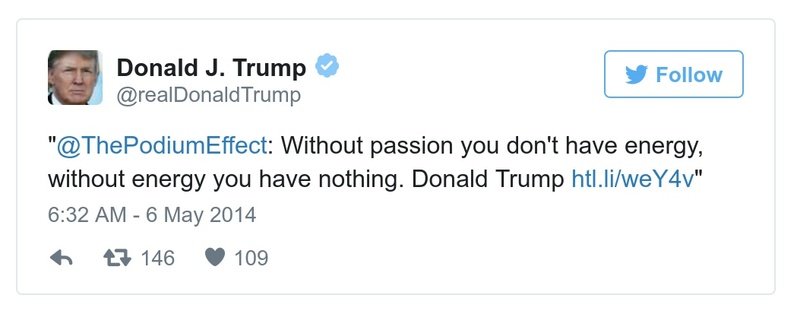 Donald J. Trump
@realDonaldTrump
Follow
"@ThePodiumEffect: Without passion you don't have energy,
without energy you have nothing. Donald Trump htl.li/weY4v"
6:32 AM - 6 May 2014
146 109